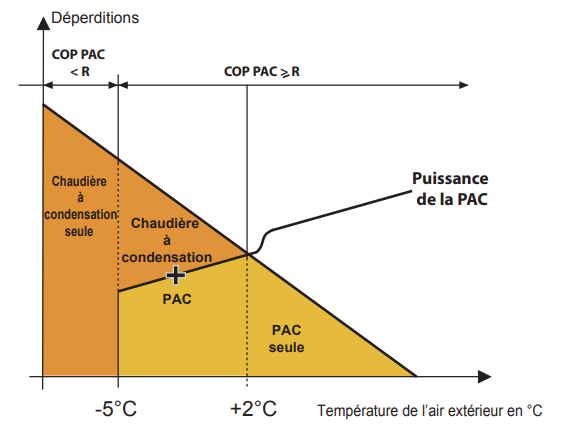 Déperditions
COP PAC
< R
COP PAC ⩾ R
Chaudière
à
condensation
seule
Chaudière
à
condensation
+
PAC
PAC
seule
Puissance
de la PAC
-5°C
+2°C
Température de l'air extérieur en °C